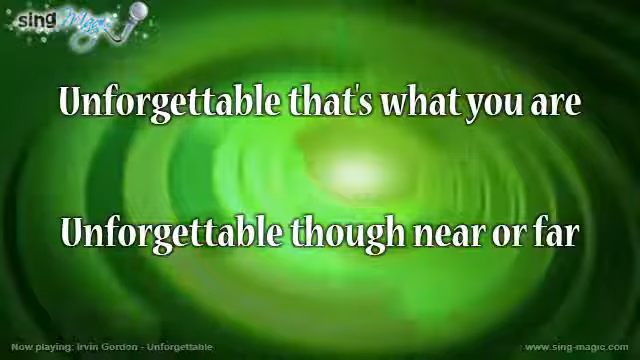 sing Magic
Unforgettable that's what you are
Unforgettable though near or far
Now playing: Irvin Gordon - Unforgettable
www.sing-magic.com